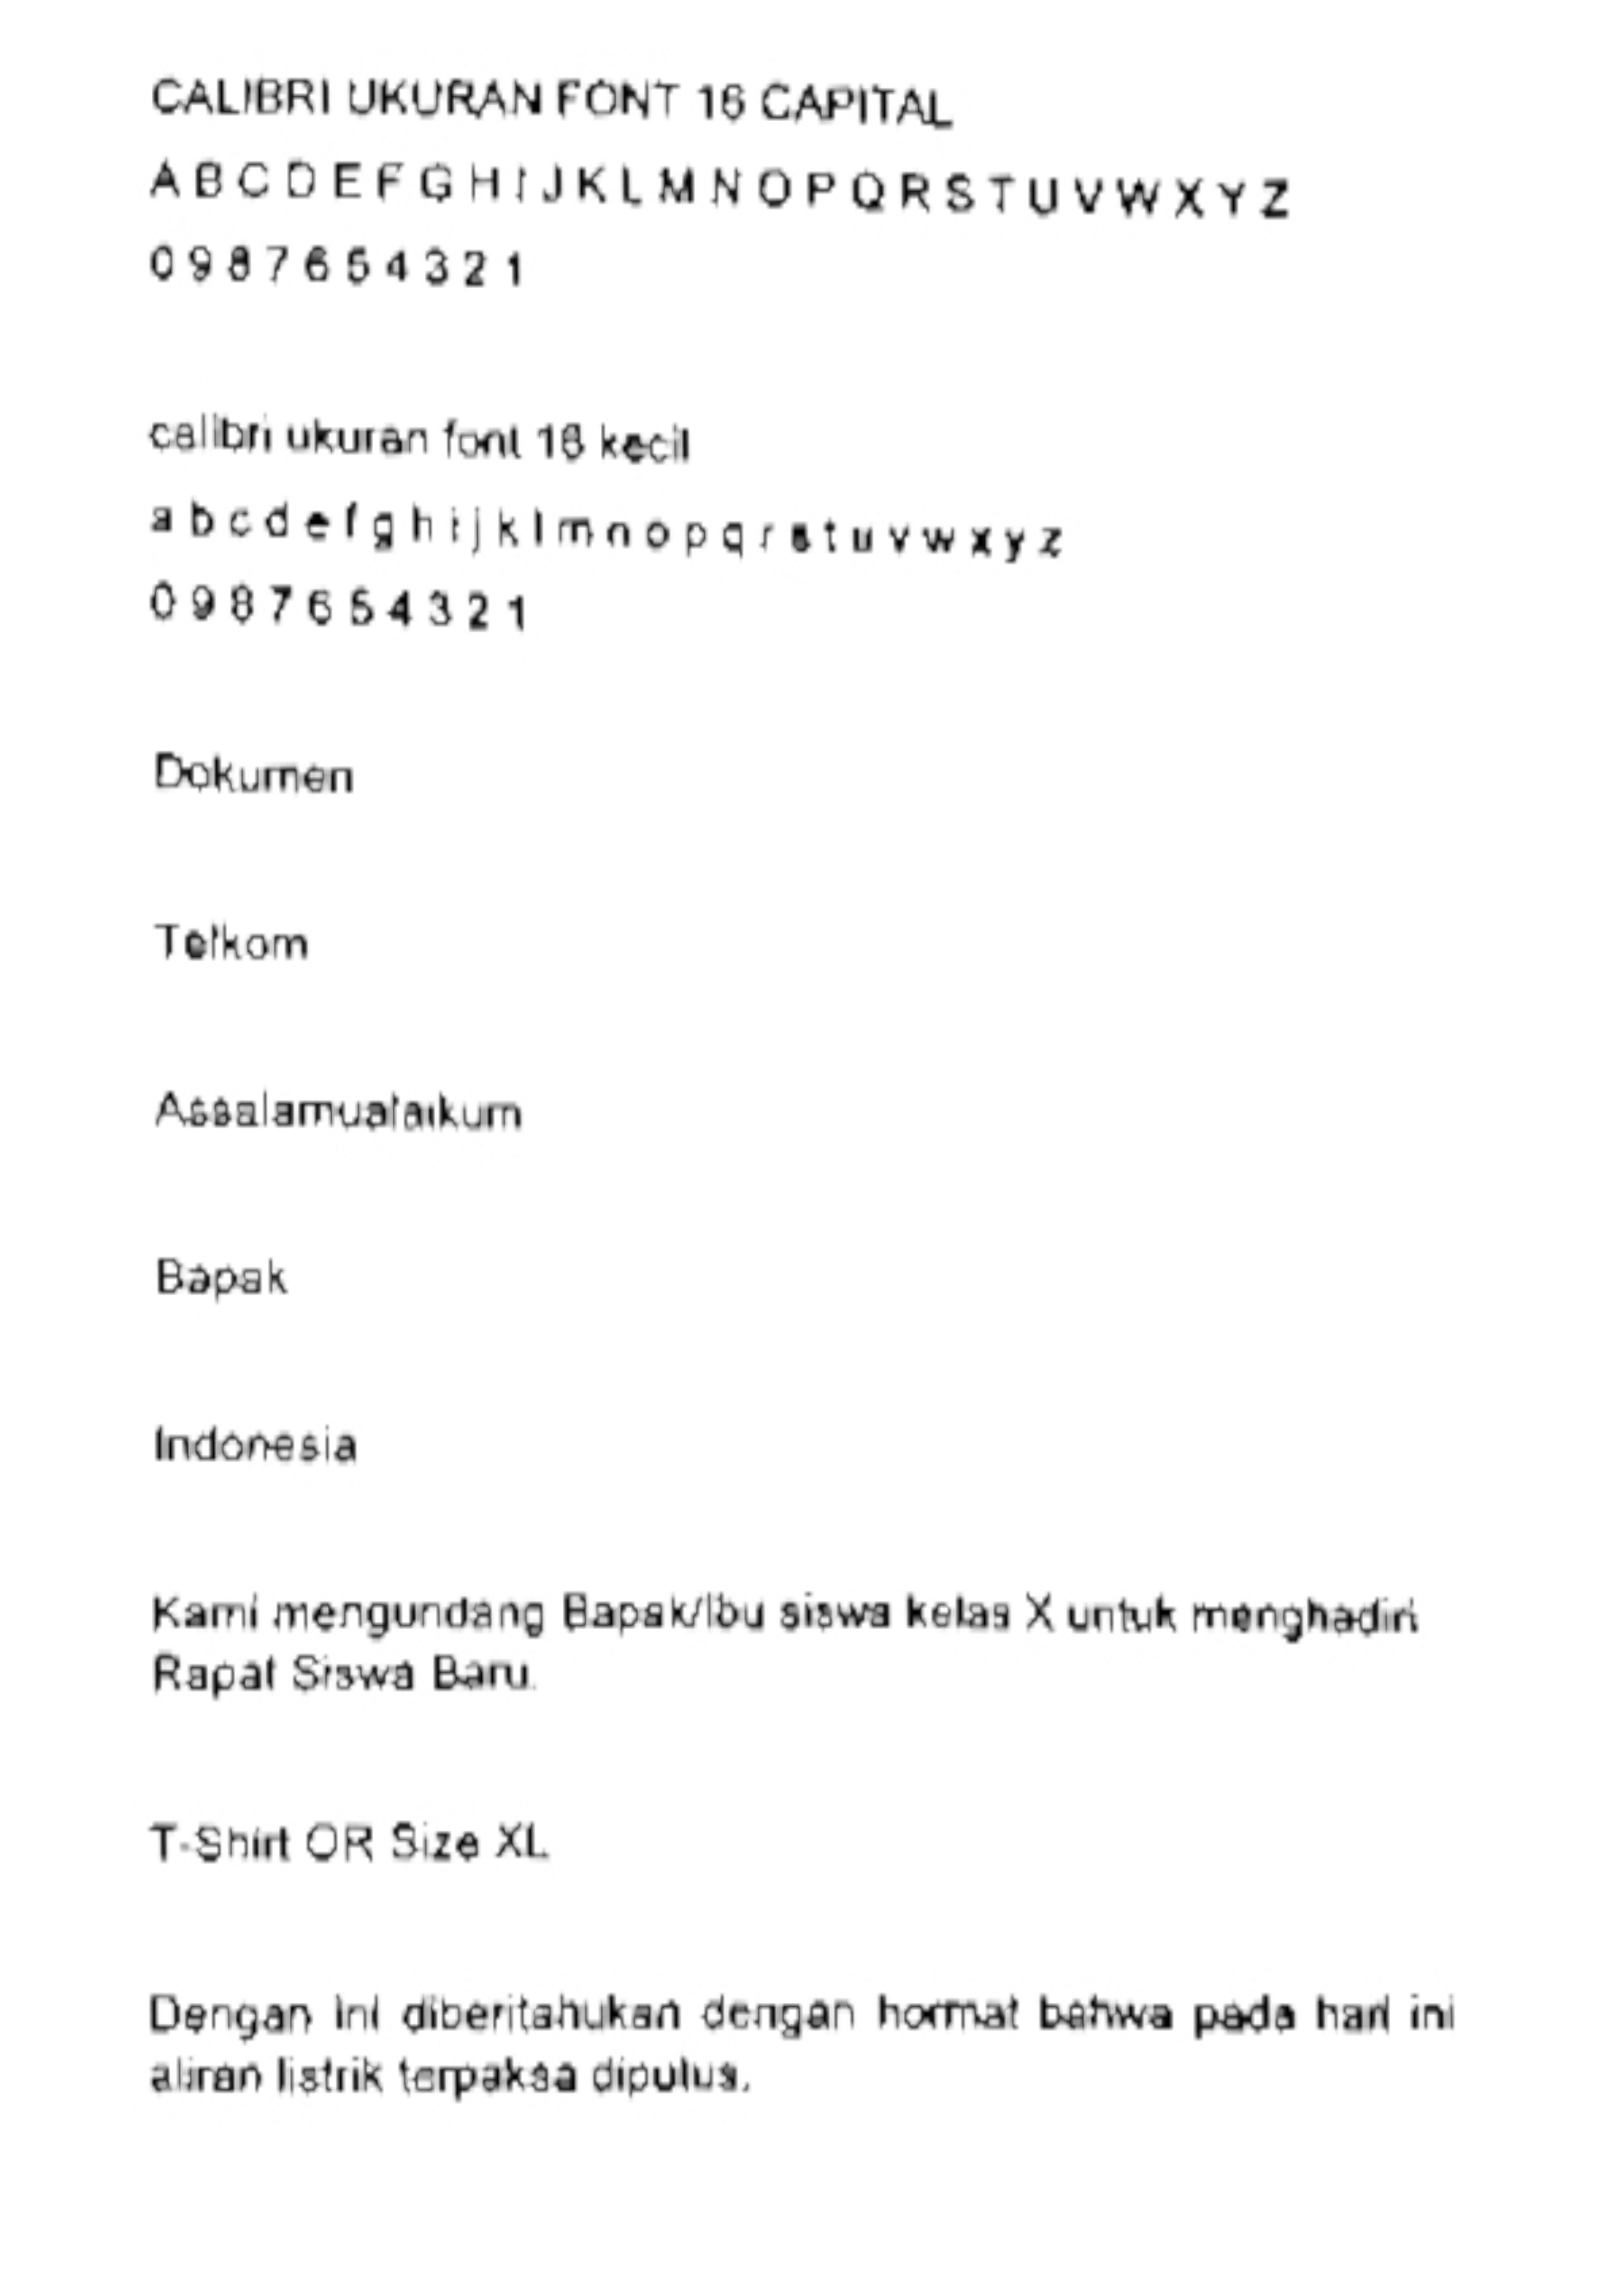 CALIBRI UKURAN FONT 16 CAPITAL
A B C D E F G H I J K L M N O P Q R S T U V W X Y Z
0 9 8 7 6 5 4 3 2 1
calibri ukuran font 16 kecil
a b c d e f g h i j k l m n o p q r s t u v w x y z
0 9 8 7 6 5 4 3 2 1
Dokumen
Telkom
Assalamualaikum
Bapak
Indonesia
Kami mengundang Bapak/Ibu siswa kelas X untuk menghadiri
Rapat Siswa Baru.
T-Shirt OR Size XL
Dengan ini diberitahukan dengan hormat bahwa pada hari ini
aliran listrik terpaksa diputus.